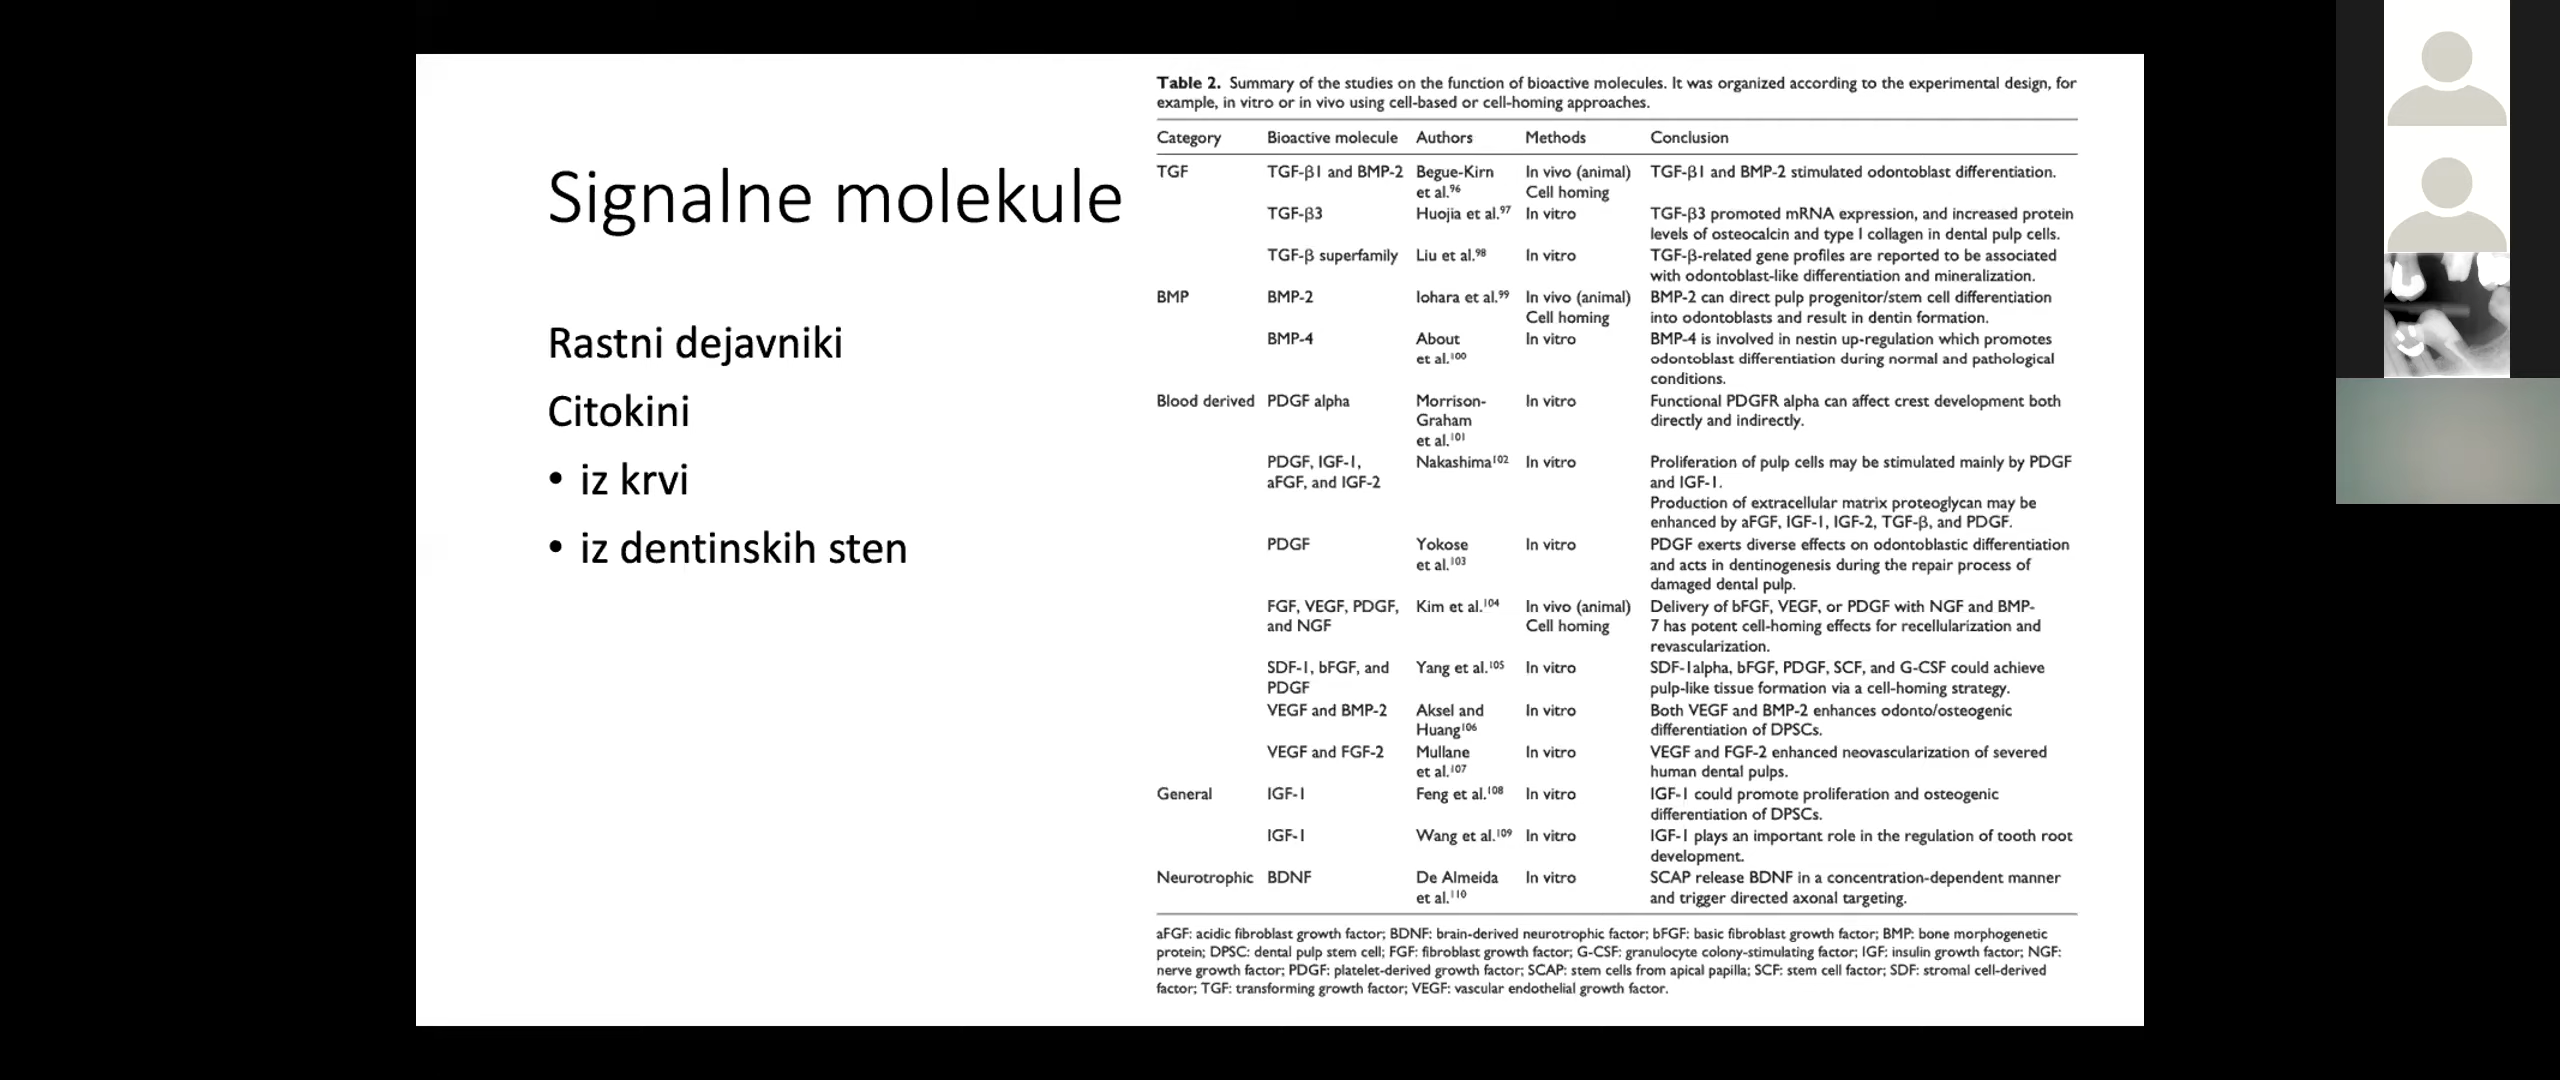 Signalne molekule
Rastni dejavniki
Citokini
• iz krvi
• iz dentinskih sten
Table 2. Summary of the studies on the function of bioactive molecules. It was organized according to the experimental design, for
example, in vitro or in vivo using cell-based or cell-homing approaches.
Category Bioactive molecule Authors Methods Conclusion
TGF TGF-β1 and BMP-2 Begue-Kirn In vivo (animal) TGF-β1 and BMP-2 stimulated odontoblast differentiation.
et al.96 Cell homing
TGF-β3 Huojia et al.97 In vitro TGF-β3 promoted mRNA expression, and increased protein
levels of osteocalcin and type I collagen in dental pulp cells.
TGF-β superfamily Liu et al.98 In vitro TGF-β-related gene profiles are reported to be associated
with odontoblast-like differentiation and mineralization.
BMP BMP-2 Iohara et al.99 In vivo (animal) BMP-2 can direct pulp progenitor/stem cell differentiation
Cell homing into odontoblasts and result in dentin formation.
BMP-4 About In vitro BMP-4 is involved in nestin up-regulation which promotes
et al.100 odontoblast differentiation during normal and pathological
conditions.
Blood derived PDGF alpha Morrison- In vitro Functional PDGFR alpha can affect crest development both
Graham directly and indirectly.
et al.101
PDGF, IGF-1, Nakashima102 In vitro Proliferation of pulp cells may be stimulated mainly by PDGF
aFGF, and IGF-2 and IGF-1.
Production of extracellular matrix proteoglycan may be
enhanced by aFGF, IGF-1, IGF-2, TGF-β, and PDGF.
PDGF Yokose In vitro PDGF exerts diverse effects on odontoblastic differentiation
et al.103 and acts in dentinogenesis during the repair process of
damaged dental pulp.
FGF, VEGF, PDGF, Kim et al.104 In vivo (animal) Delivery of bFGF, VEGF, or PDGF with NGF and BMP-
and NGF Cell homing 7 has potent cell-homing effects for recellularization and
revascularization.
SDF-1, bFGF, and Yang et al.105 In vitro SDF-1alpha, bFGF, PDGF, SCF, and G-CSF could achieve
PDGF pulp-like tissue formation via a cell-homing strategy.
VEGF and BMP-2 Aksel and In vitro Both VEGF and BMP-2 enhances odonto/osteogenic
Huang106 differentiation of DPSCs.
VEGF and FGF-2 Mullane In vitro VEGF and FGF-2 enhanced neovascularization of severed
et al.107 human dental pulps.
General IGF-1 Feng et al.108 In vitro IGF-1 could promote proliferation and osteogenic
differentiation of DPSCs.
IGF-1 Wang et al.109 In vitro IGF-1 plays an important role in the regulation of tooth root
development.
Neurotrophic BDNF De Almeida In vitro SCAP release BDNF in a concentration-dependent manner
et al.110 and trigger directed axonal targeting.
aFGF: acidic fibroblast growth factor; BDNF: brain-derived neurotrophic factor; bFGF: basic fibroblast growth factor; BMP: bone morphogenetic
protein; DPSC: dental pulp stem cell; FGF: fibroblast growth factor; G-CSF: granulocyte colony-stimulating factor; IGF: insulin growth factor; NGF:
nerve growth factor; PDGF: platelet-derived growth factor; SCAP: stem cells from apical papilla; SCF: stem cell factor; SDF: stromal cell-derived
factor; TGF: transforming growth factor; VEGF: vascular endothelial growth factor.